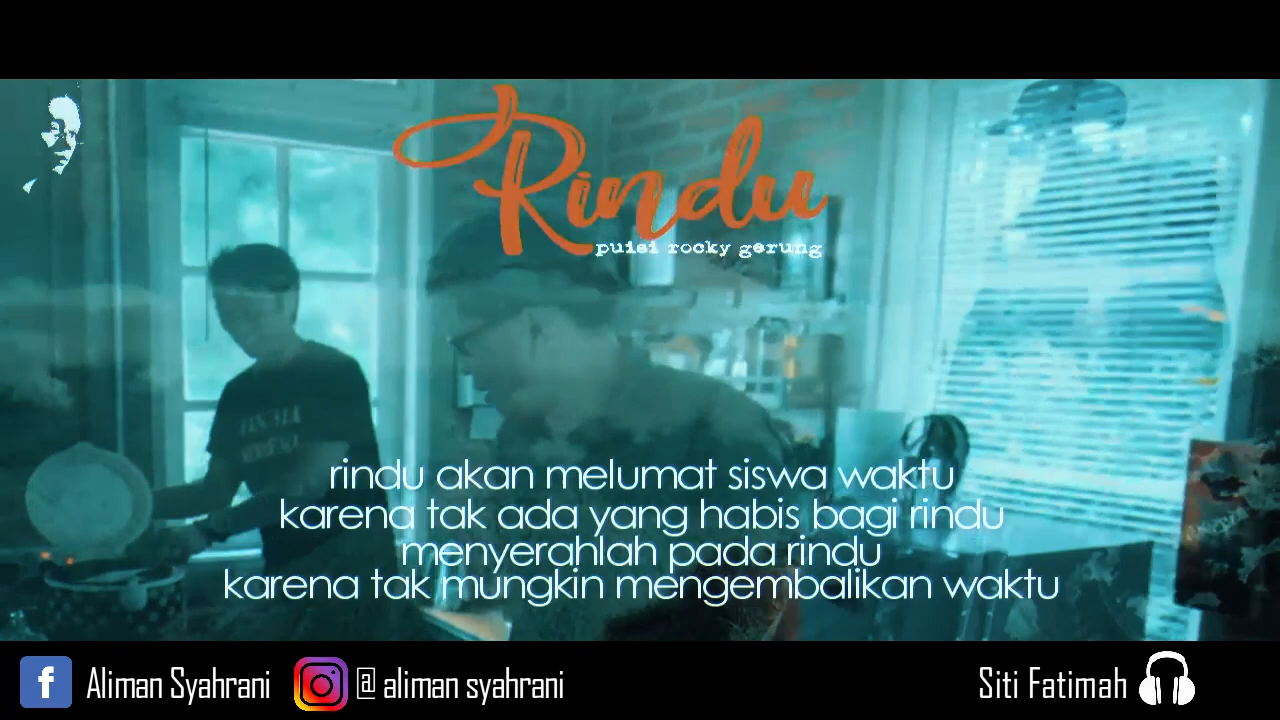 Rindu
puisi rocky gerung
rindu akan melumat siswa waktu
karena tak ada yang habis bagi rindu
menyerahlah pada rindu
karena tak mungkin mengembalikan waktu
f Aliman Syahrani @ aliman syahrani Siti Fatimah